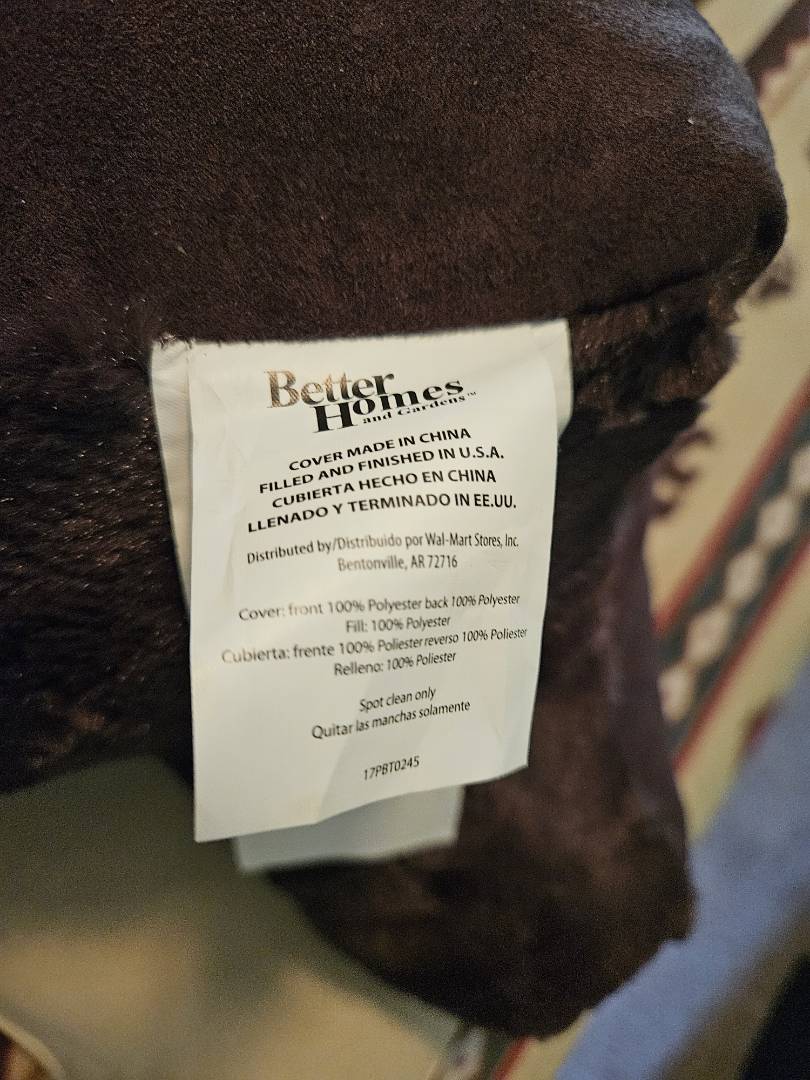 Better
Homes
and Gardens™
COVER MADE IN CHINA
FILLED AND FINISHED IN U.S.A.
CUBIERTA HECHO EN CHINA
LLENADO Y TERMINADO IN EE.UU.
Distributed by/Distribuido por Wal-Mart Stores, Inc.
Bentonville, AR 72716
Cover: front 100% Polyester back 100% Polyester
Fill: 100% Polyester
Cubierta: frente 100% Poliester reverso 100% Poliester
Relleno: 100% Poliester
Spot clean only
Quitar las manchas solamente
17PBT0245